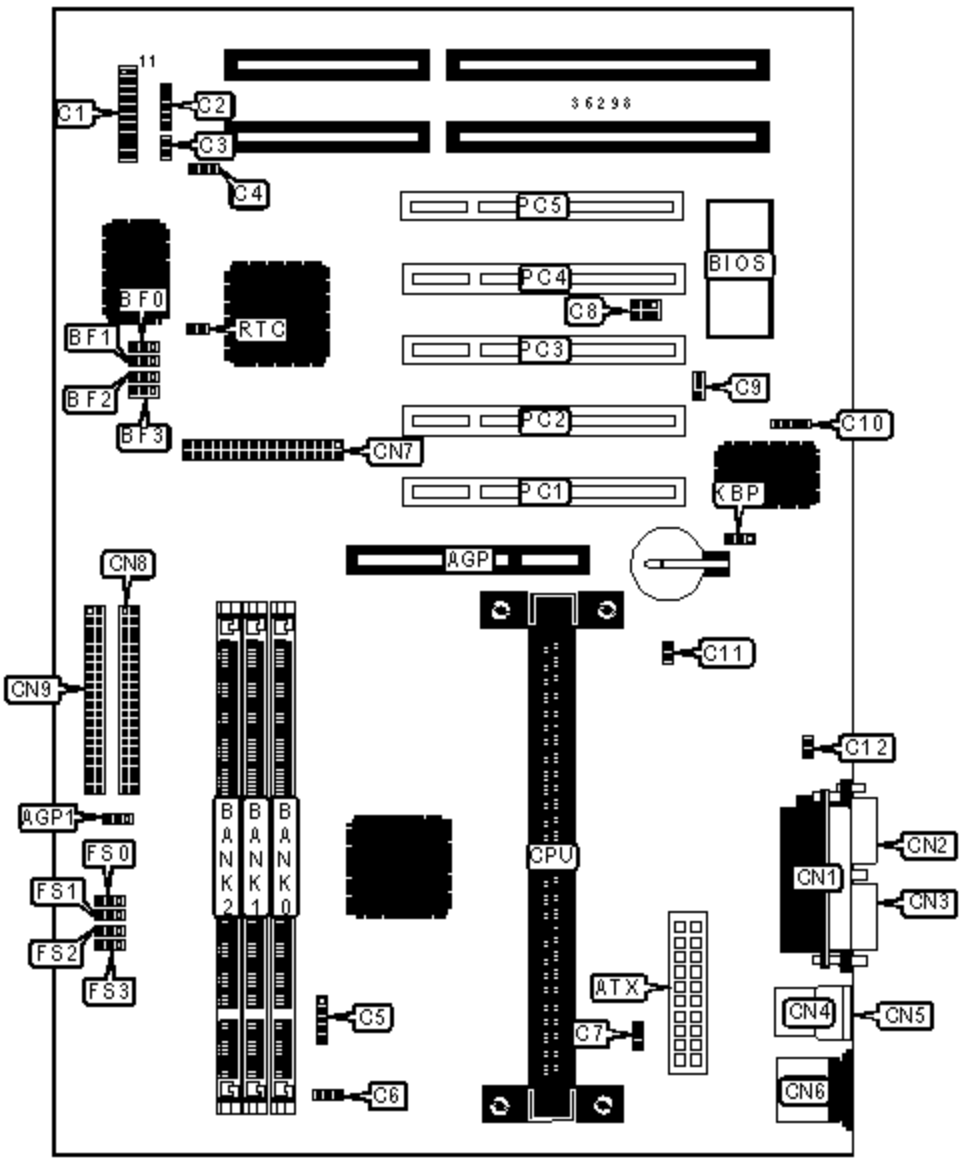 11
C1
C2
36298
C3
C4
PC5
BIOS
PC4
C8
BF0
RTC
BF1
PC3
C9
BF2
PC2
C10
BF3
CN7
PC1
KBP
AGP
CN8
C11
CN9
C12
AGP1
BANK2
BANK1
BANK0
CPU
CN2
FS0
CN1
FS1
CN3
FS2
FS3
ATX
C5
CN4
CN5
C7
C6
CN6